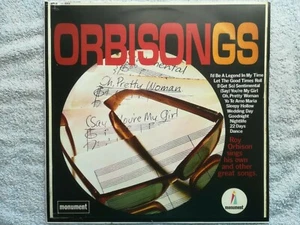 ORBISONGS
Sentimental
Oh, Pretty Woman
(Say) You're My Girl
I'd Be A Legend In My Time
Let The Good Times Roll
(I Get So) Sentimental
(Say) You're My Girl
Oh, Pretty Woman
Yo Te Amo Maria
Sleepy Hollow
Wedding Day
Goodnight
Nightlife
22 Days
Dance
Roy
Orbison
sings
his own
and other
great songs.
monument
monument